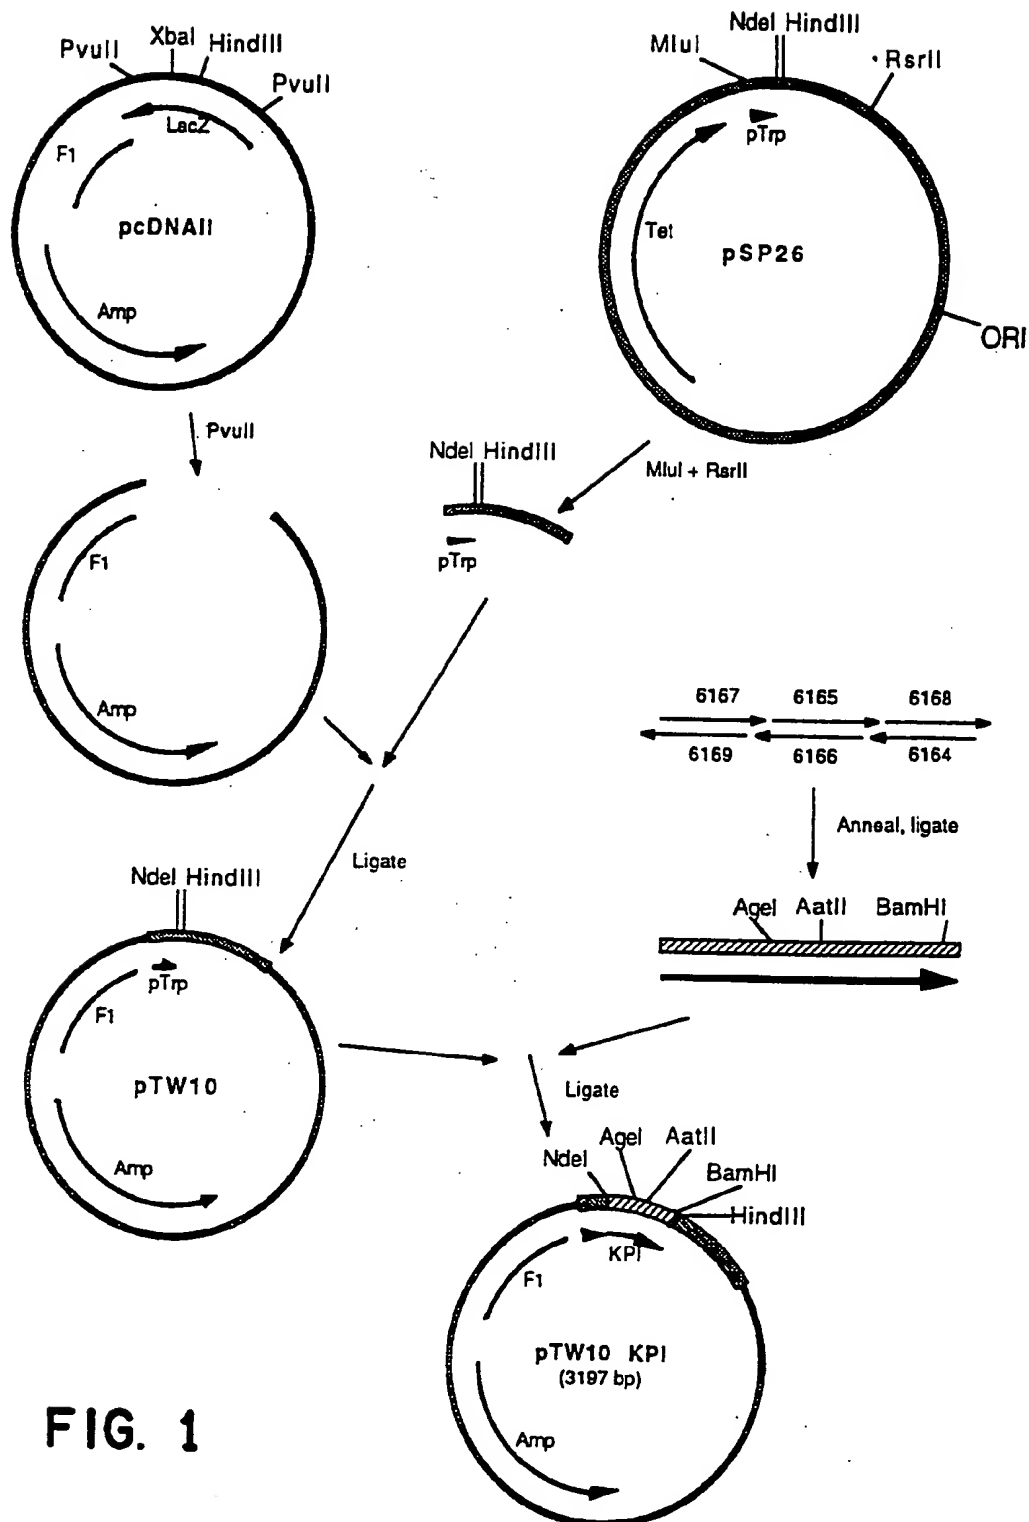 PvuII
XbaI
HindIII
PvuII
LacZ
F1
pcDNAII
Amp
NdeI HindIII
MluI
RsrII
pTrp
Tet
pSP26
ORI
PvuII
MluI + RsrII
NdeI HindIII
pTrp
F1
Amp
6167 6165 6168
6169 6166 6164
Anneal, ligate
Ligate
NdeI HindIII
pTrp
F1
pTW10
Amp
AgeI AatII BamHI
Ligate
NdeI
AgeI
AatII
BamHI
HindIII
KPI
F1
pTW10 KPI
(3197 bp)
Amp
FIG. 1